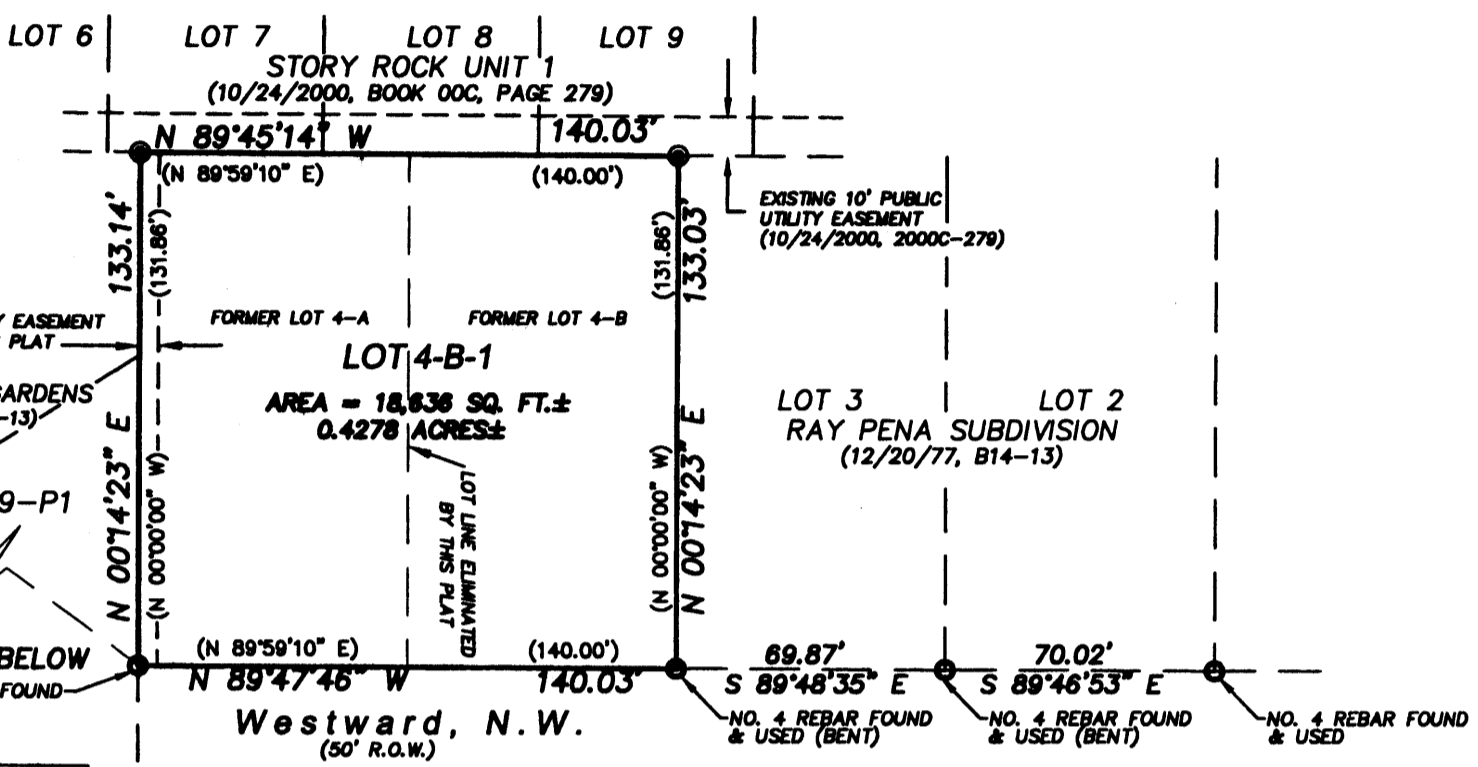 LOT 6
LOT 7
LOT 8
LOT 9
STORY ROCK UNIT 1
(10/24/2000, BOOK 00C, PAGE 279)
N 89°45'14" W
140.03'
(N 89°59'10" E)
(140.00')
EXISTING 10' PUBLIC
UTILITY EASEMENT
(10/24/2000, 2000C-279)
133.14'
(131.86')
(131.86')
133.03'
Y EASEMENT
PLAT
FORMER LOT 4-A
FORMER LOT 4-B
LOT 4-B-1
AREA = 18,636 SQ. FT.±
0.4278 ACRES±
GARDENS
-13)
LOT 3
LOT 2
RAY PENA SUBDIVISION
(12/20/77, B14-13)
N 00°14'23" E
(N 00°00'00" W)
LOT LINE ELIMINATED
BY THIS PLAT
(N 00°00'00" W)
N 00°14'23" E
9-P1
BELOW
FOUND
(N 89°59'10" E)
(140.00')
N 89°47'46" W
140.03'
69.87'
S 89°48'35" E
70.02'
S 89°46'53" E
Westward, N.W.
(50' R.O.W.)
NO. 4 REBAR FOUND
& USED (BENT)
NO. 4 REBAR FOUND
& USED (BENT)
NO. 4 REBAR FOUND
& USED